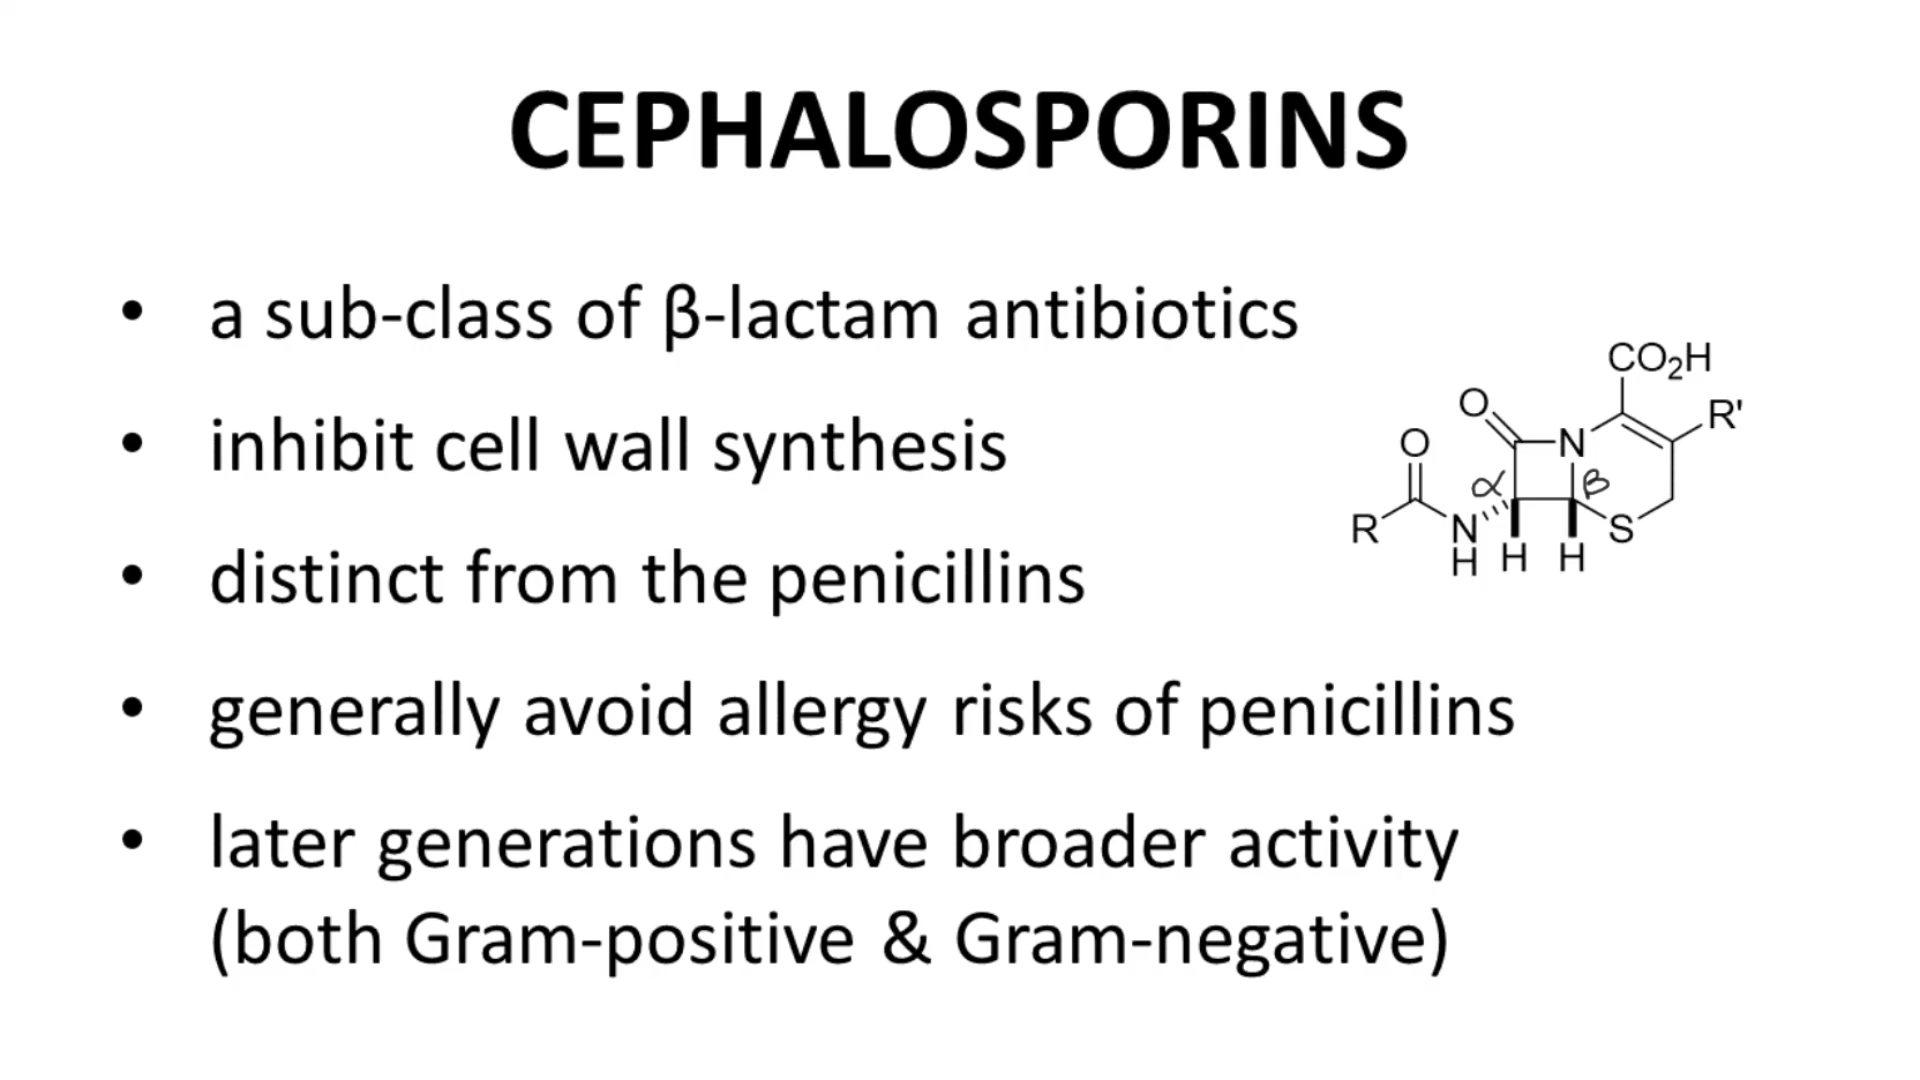 CEPHALOSPORINS
• a sub-class of β-lactam antibiotics
• inhibit cell wall synthesis
• distinct from the penicillins
• generally avoid allergy risks of penicillins
• later generations have broader activity
(both Gram-positive & Gram-negative)
CO₂H
O
R'
O
N
α
β
R
N
S
H
H
H